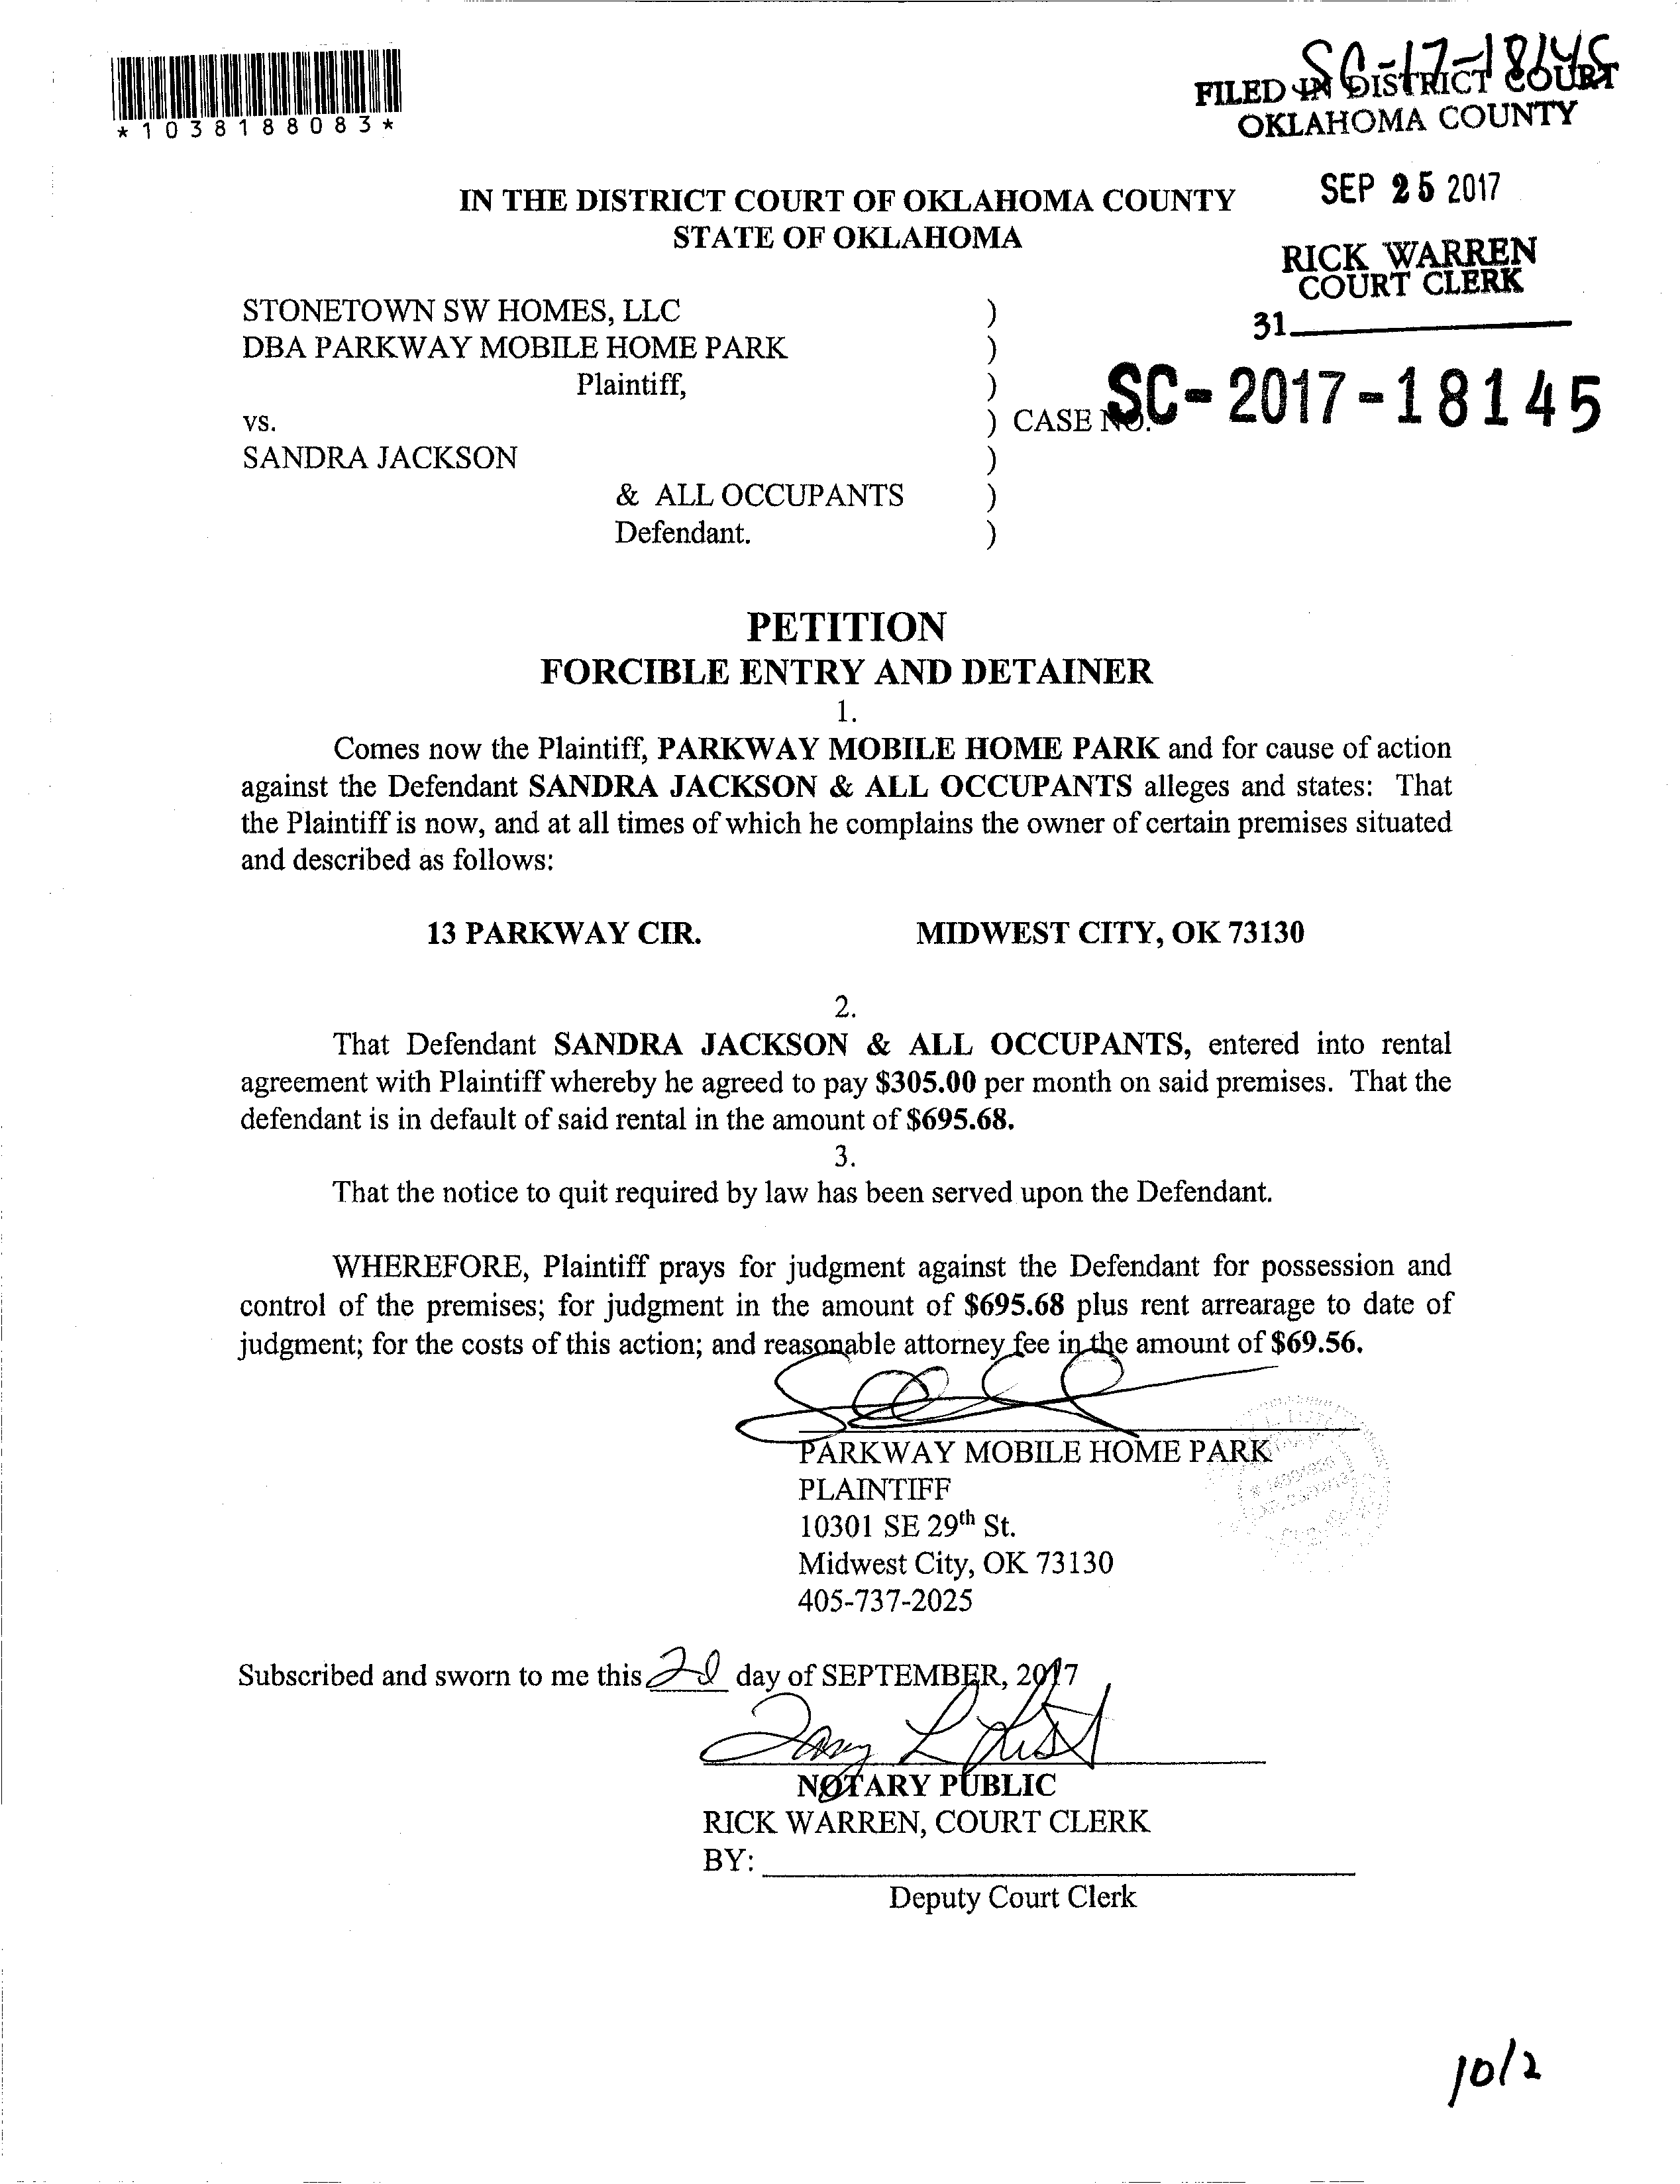 *1038188083*
SC-17-18145
FILED IN DISTRICT COURT
OKLAHOMA COUNTY
SEP 25 2017
RICK WARREN
COURT CLERK
31
IN THE DISTRICT COURT OF OKLAHOMA COUNTY
STATE OF OKLAHOMA
STONETOWN SW HOMES, LLC )
DBA PARKWAY MOBILE HOME PARK )
Plaintiff, )
vs. ) CASE NO. SC-2017-18145
SANDRA JACKSON )
& ALL OCCUPANTS )
Defendant. )
PETITION
FORCIBLE ENTRY AND DETAINER
1.
Comes now the Plaintiff, PARKWAY MOBILE HOME PARK and for cause of action
against the Defendant SANDRA JACKSON & ALL OCCUPANTS alleges and states: That
the Plaintiff is now, and at all times of which he complains the owner of certain premises situated
and described as follows:
13 PARKWAY CIR. MIDWEST CITY, OK 73130
2.
That Defendant SANDRA JACKSON & ALL OCCUPANTS, entered into rental
agreement with Plaintiff whereby he agreed to pay $305.00 per month on said premises. That the
defendant is in default of said rental in the amount of $695.68.
3.
That the notice to quit required by law has been served upon the Defendant.
WHEREFORE, Plaintiff prays for judgment against the Defendant for possession and
control of the premises; for judgment in the amount of $695.68 plus rent arrearage to date of
judgment; for the costs of this action; and reasonable attorney fee in the amount of $69.56.
PARKWAY MOBILE HOME PARK
PLAINTIFF
10301 SE 29th St.
Midwest City, OK 73130
405-737-2025
Subscribed and sworn to me this day of SEPTEMBER, 2017
NOTARY PUBLIC
RICK WARREN, COURT CLERK
BY:
Deputy Court Clerk
10/2